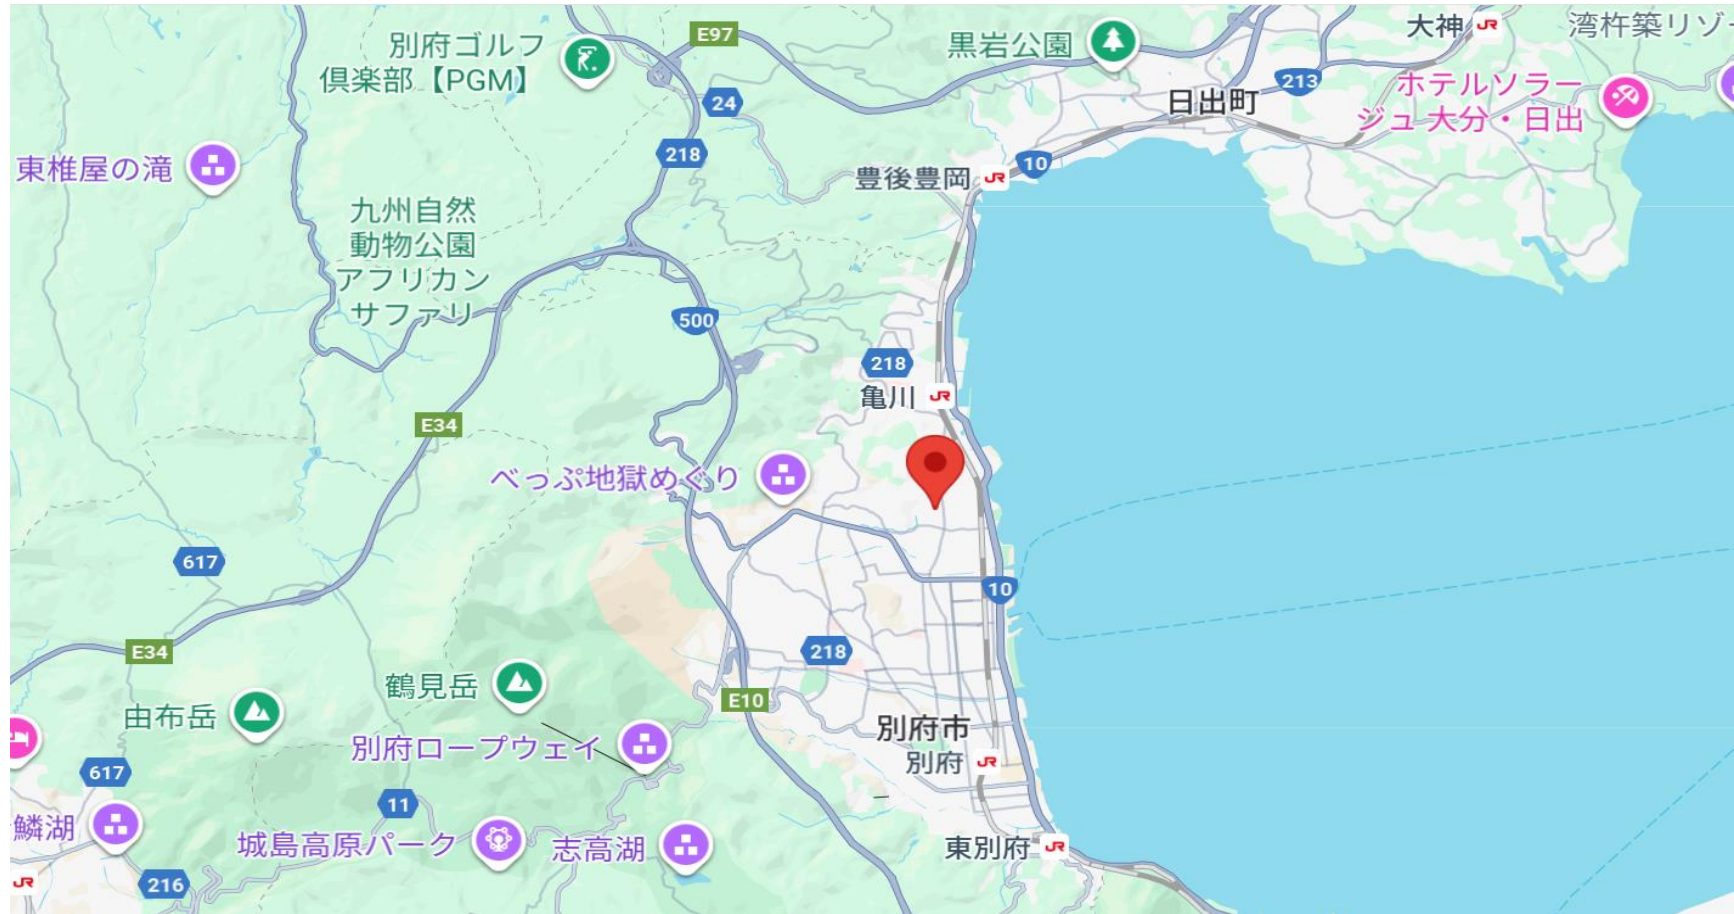 別府ゴルフ
倶楽部【PGM】
E97
黒岩公園
大神
JR
湾杵築リゾ
24
213
ホテルソラー
ジュ 大分・日出
日出町
東椎屋の滝
218
豊後豊岡
JR
10
九州自然
動物公園
アフリカン
サファリ
500
218
亀川
JR
E34
べっぷ地獄めぐり
617
10
E34
218
鶴見岳
由布岳
E10
別府市
別府ロープウェイ
別府
JR
617
11
鱗湖
城島高原パーク
志高湖
東別府
JR
JR
216